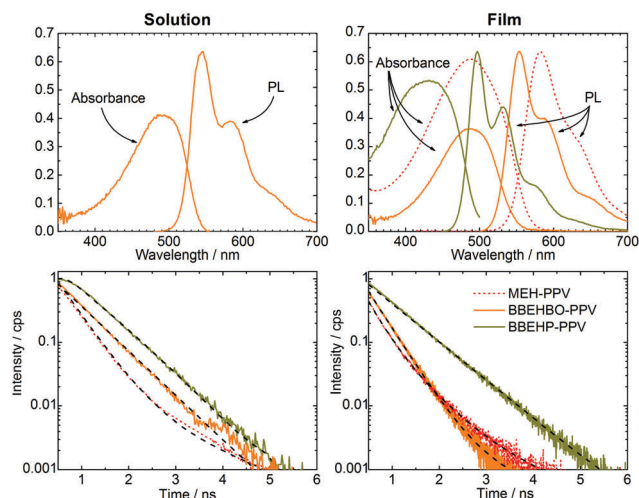 Solution
0.7
0.6
0.5
0.4
0.3
0.2
0.1
0.0
Absorbance
PL
400 500 600 700
Wavelength / nm
Film
0.7
0.6
0.5
0.4
0.3
0.2
0.1
0.0
Absorbance
PL
400 500 600 700
Wavelength / nm
Intensity / cps
1
0.1
0.01
0.001
1 2 3 4 5 6
Time / ns
Intensity / cps
1
0.1
0.01
0.001
MEH-PPV
BBEHBO-PPV
BBEHP-PPV
1 2 3 4 5 6
Time / ns